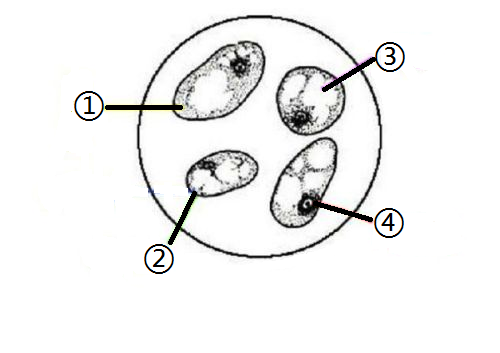 ③
①
④
②